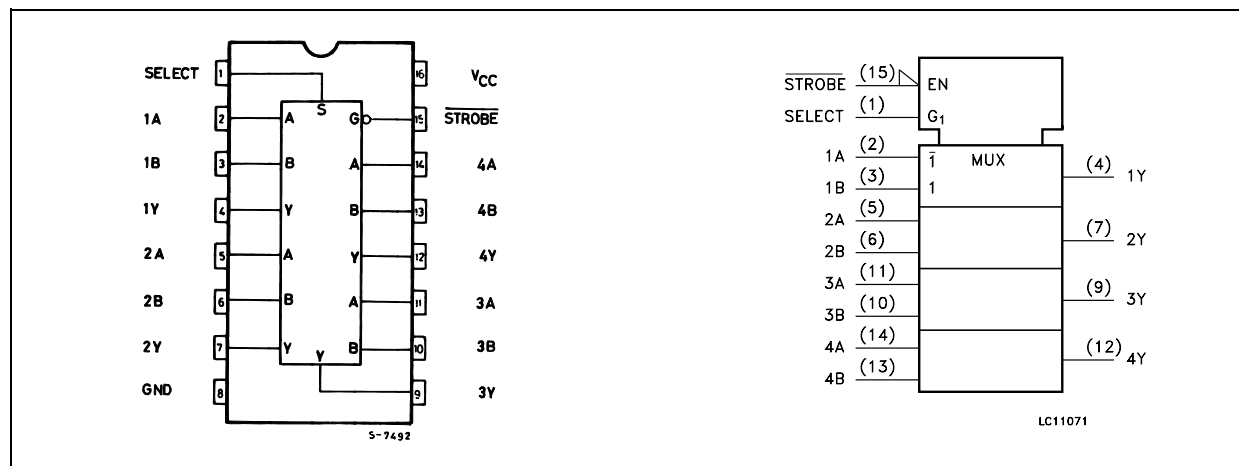 SELECT 1 16 VCC
S
1A 2 A G 15 STROBE
1B 3 B A 14 4A
1Y 4 Y B 13 4B
2A 5 A Y 12 4Y
2B 6 B A 11 3A
2Y 7 Y Y B 10 3B
GND 8 9 3Y
S-7492
STROBE (15) EN
SELECT (1) G1
1A (2) 1̅ MUX
(4) 1Y
1B (3) 1
2A (5)
(7) 2Y
2B (6)
3A (11)
(9) 3Y
3B (10)
4A (14)
(12) 4Y
4B (13)
LC11071